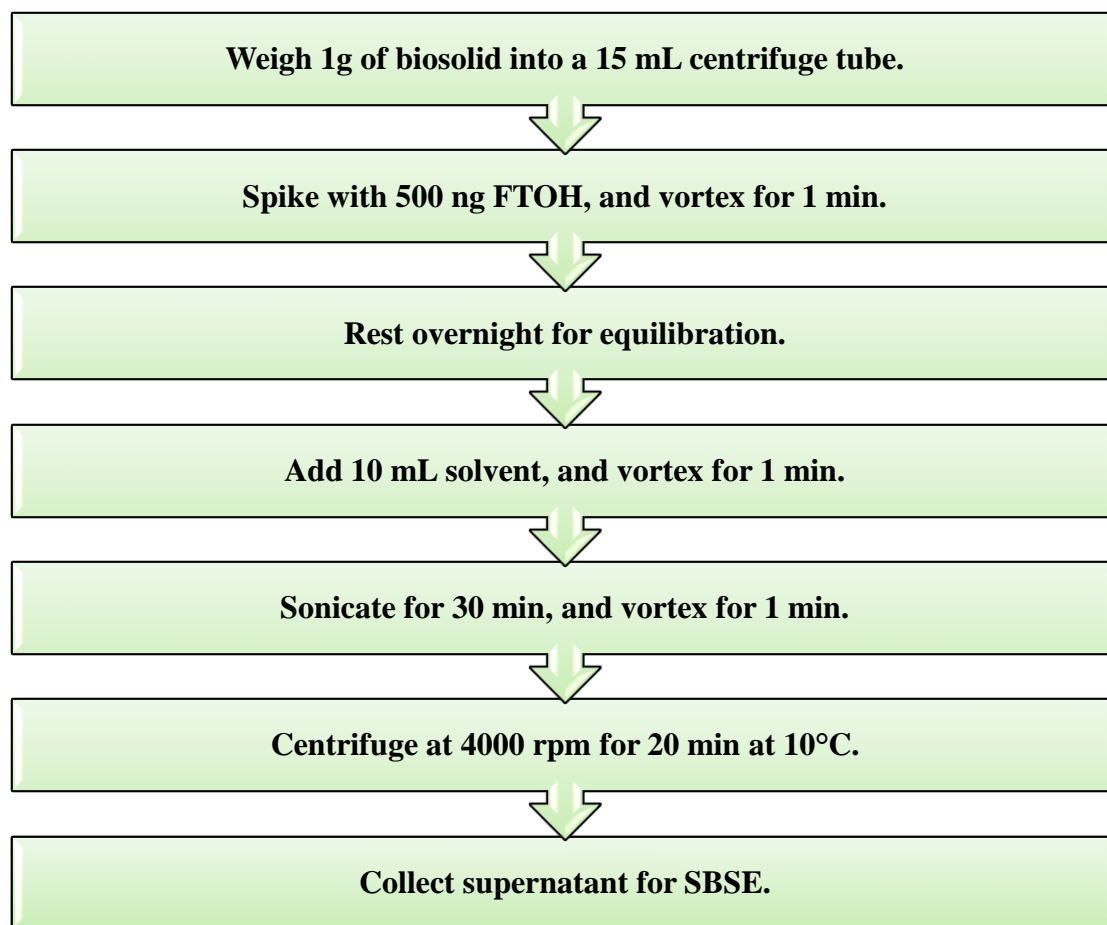 Weigh 1g of biosolid into a 15 mL centrifuge tube.
Spike with 500 ng FTOH, and vortex for 1 min.
Rest overnight for equilibration.
Add 10 mL solvent, and vortex for 1 min.
Sonicate for 30 min, and vortex for 1 min.
Centrifuge at 4000 rpm for 20 min at 10°C.
Collect supernatant for SBSE.